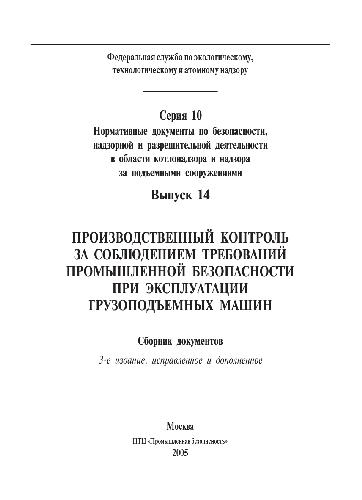 Федеральная служба по экологическому,
технологическому и атомному надзору
Серия 10
Нормативные документы по безопасности,
надзорной и разрешительной деятельности
в области котлонадзора и надзора
за подъемными сооружениями
Выпуск 14
ПРОИЗВОДСТВЕННЫЙ КОНТРОЛЬ
ЗА СОБЛЮДЕНИЕМ ТРЕБОВАНИЙ
ПРОМЫШЛЕННОЙ БЕЗОПАСНОСТИ
ПРИ ЭКСПЛУАТАЦИИ
ГРУЗОПОДЪЕМНЫХ МАШИН
Сборник документов
3-е издание, исправленное и дополненное
Москва
НТЦ «Промышленная безопасность»
2005